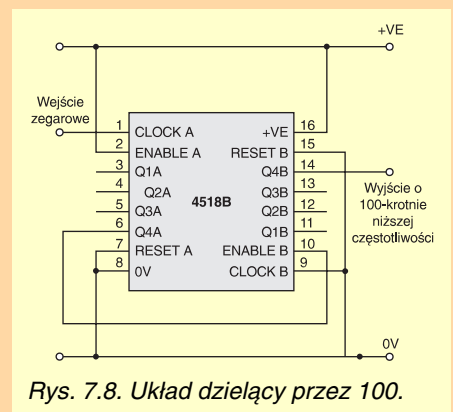 +VE
Wejście
zegarowe
1 CLOCK A +VE 16
2 ENABLE A RESET B 15
3 Q1A Q4B 14
4 Q2A Q3B 13
4518B
5 Q3A Q2B 12
6 Q4A Q1B 11
7 RESET A ENABLE B 10
8 0V CLOCK B 9
Wyjście o
100-krotnie
niższej
częstotliwości
0V
Rys. 7.8. Układ dzielący przez 100.